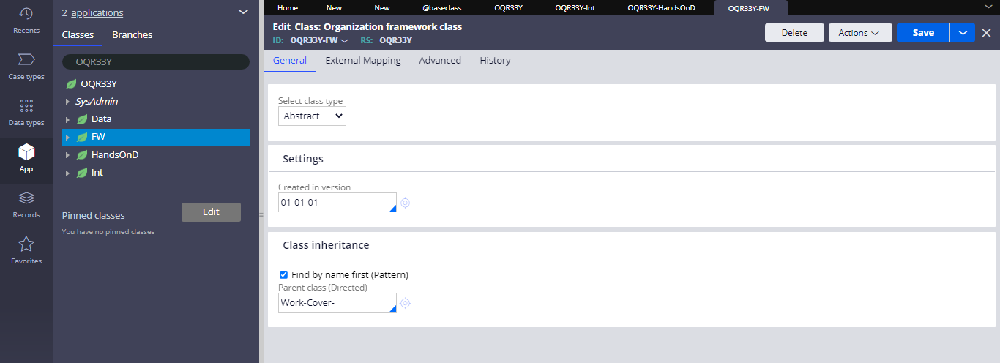 Recents
Case types
Data types
App
Records
Favorites
2 applications
Classes Branches
OQR33Y
OQR33Y
SysAdmin
Data
FW
HandsOnD
Int
Pinned classes Edit
You have no pinned classes
Home New New @baseclass OQR33Y OQR33Y-Int OQR33Y-HandsOnD OQR33Y-FW
Edit Class: Organization framework class
ID: OQR33Y-FW RS: OQR33Y
Delete Actions Save
General External Mapping Advanced History
Select class type
Abstract
Settings
Created in version
01-01-01
Class inheritance
Find by name first (Pattern)
Parent class (Directed)
Work-Cover-